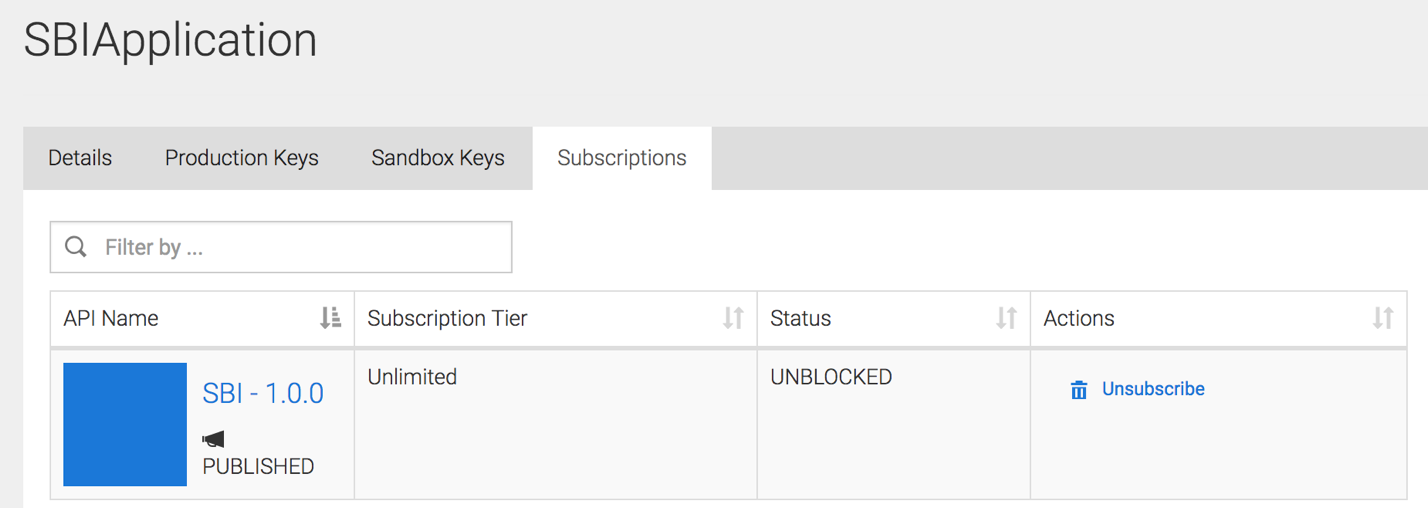 SBIApplication
Details Production Keys Sandbox Keys Subscriptions
Filter by ...
API Name Subscription Tier Status Actions
SBI - 1.0.0 Unlimited UNBLOCKED Unsubscribe
PUBLISHED